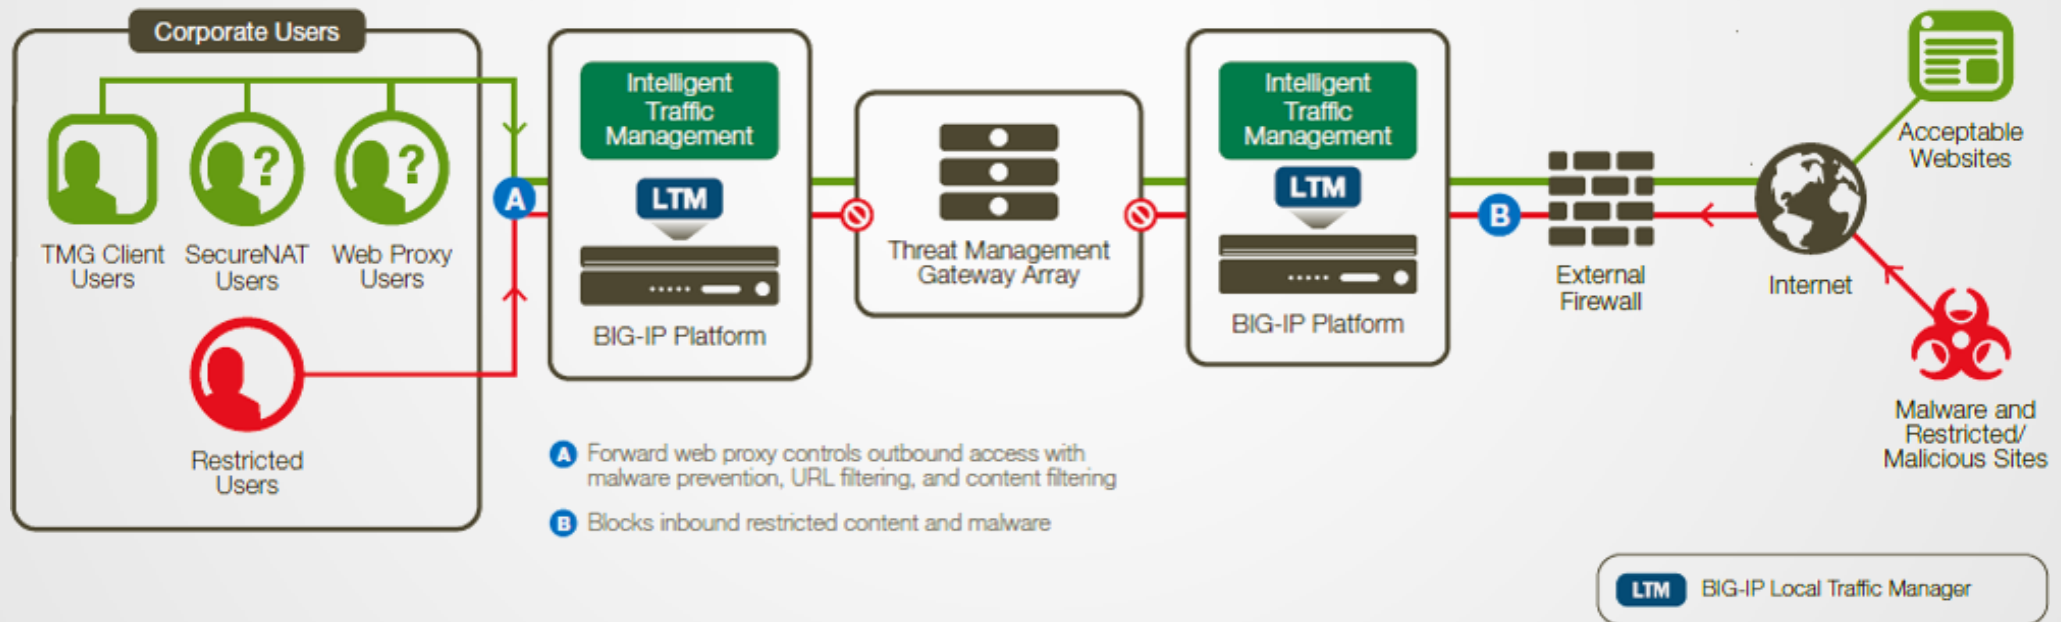 Corporate Users
TMG Client
Users
SecureNAT
Users
?
Web Proxy
Users
?
Restricted
Users
A
Intelligent
Traffic
Management
LTM
BIG-IP Platform
Threat Management
Gateway Array
Intelligent
Traffic
Management
LTM
BIG-IP Platform
B
External
Firewall
Internet
Acceptable
Websites
Malware and
Restricted/
Malicious Sites
A Forward web proxy controls outbound access with
malware prevention, URL filtering, and content filtering
B Blocks inbound restricted content and malware
LTM BIG-IP Local Traffic Manager